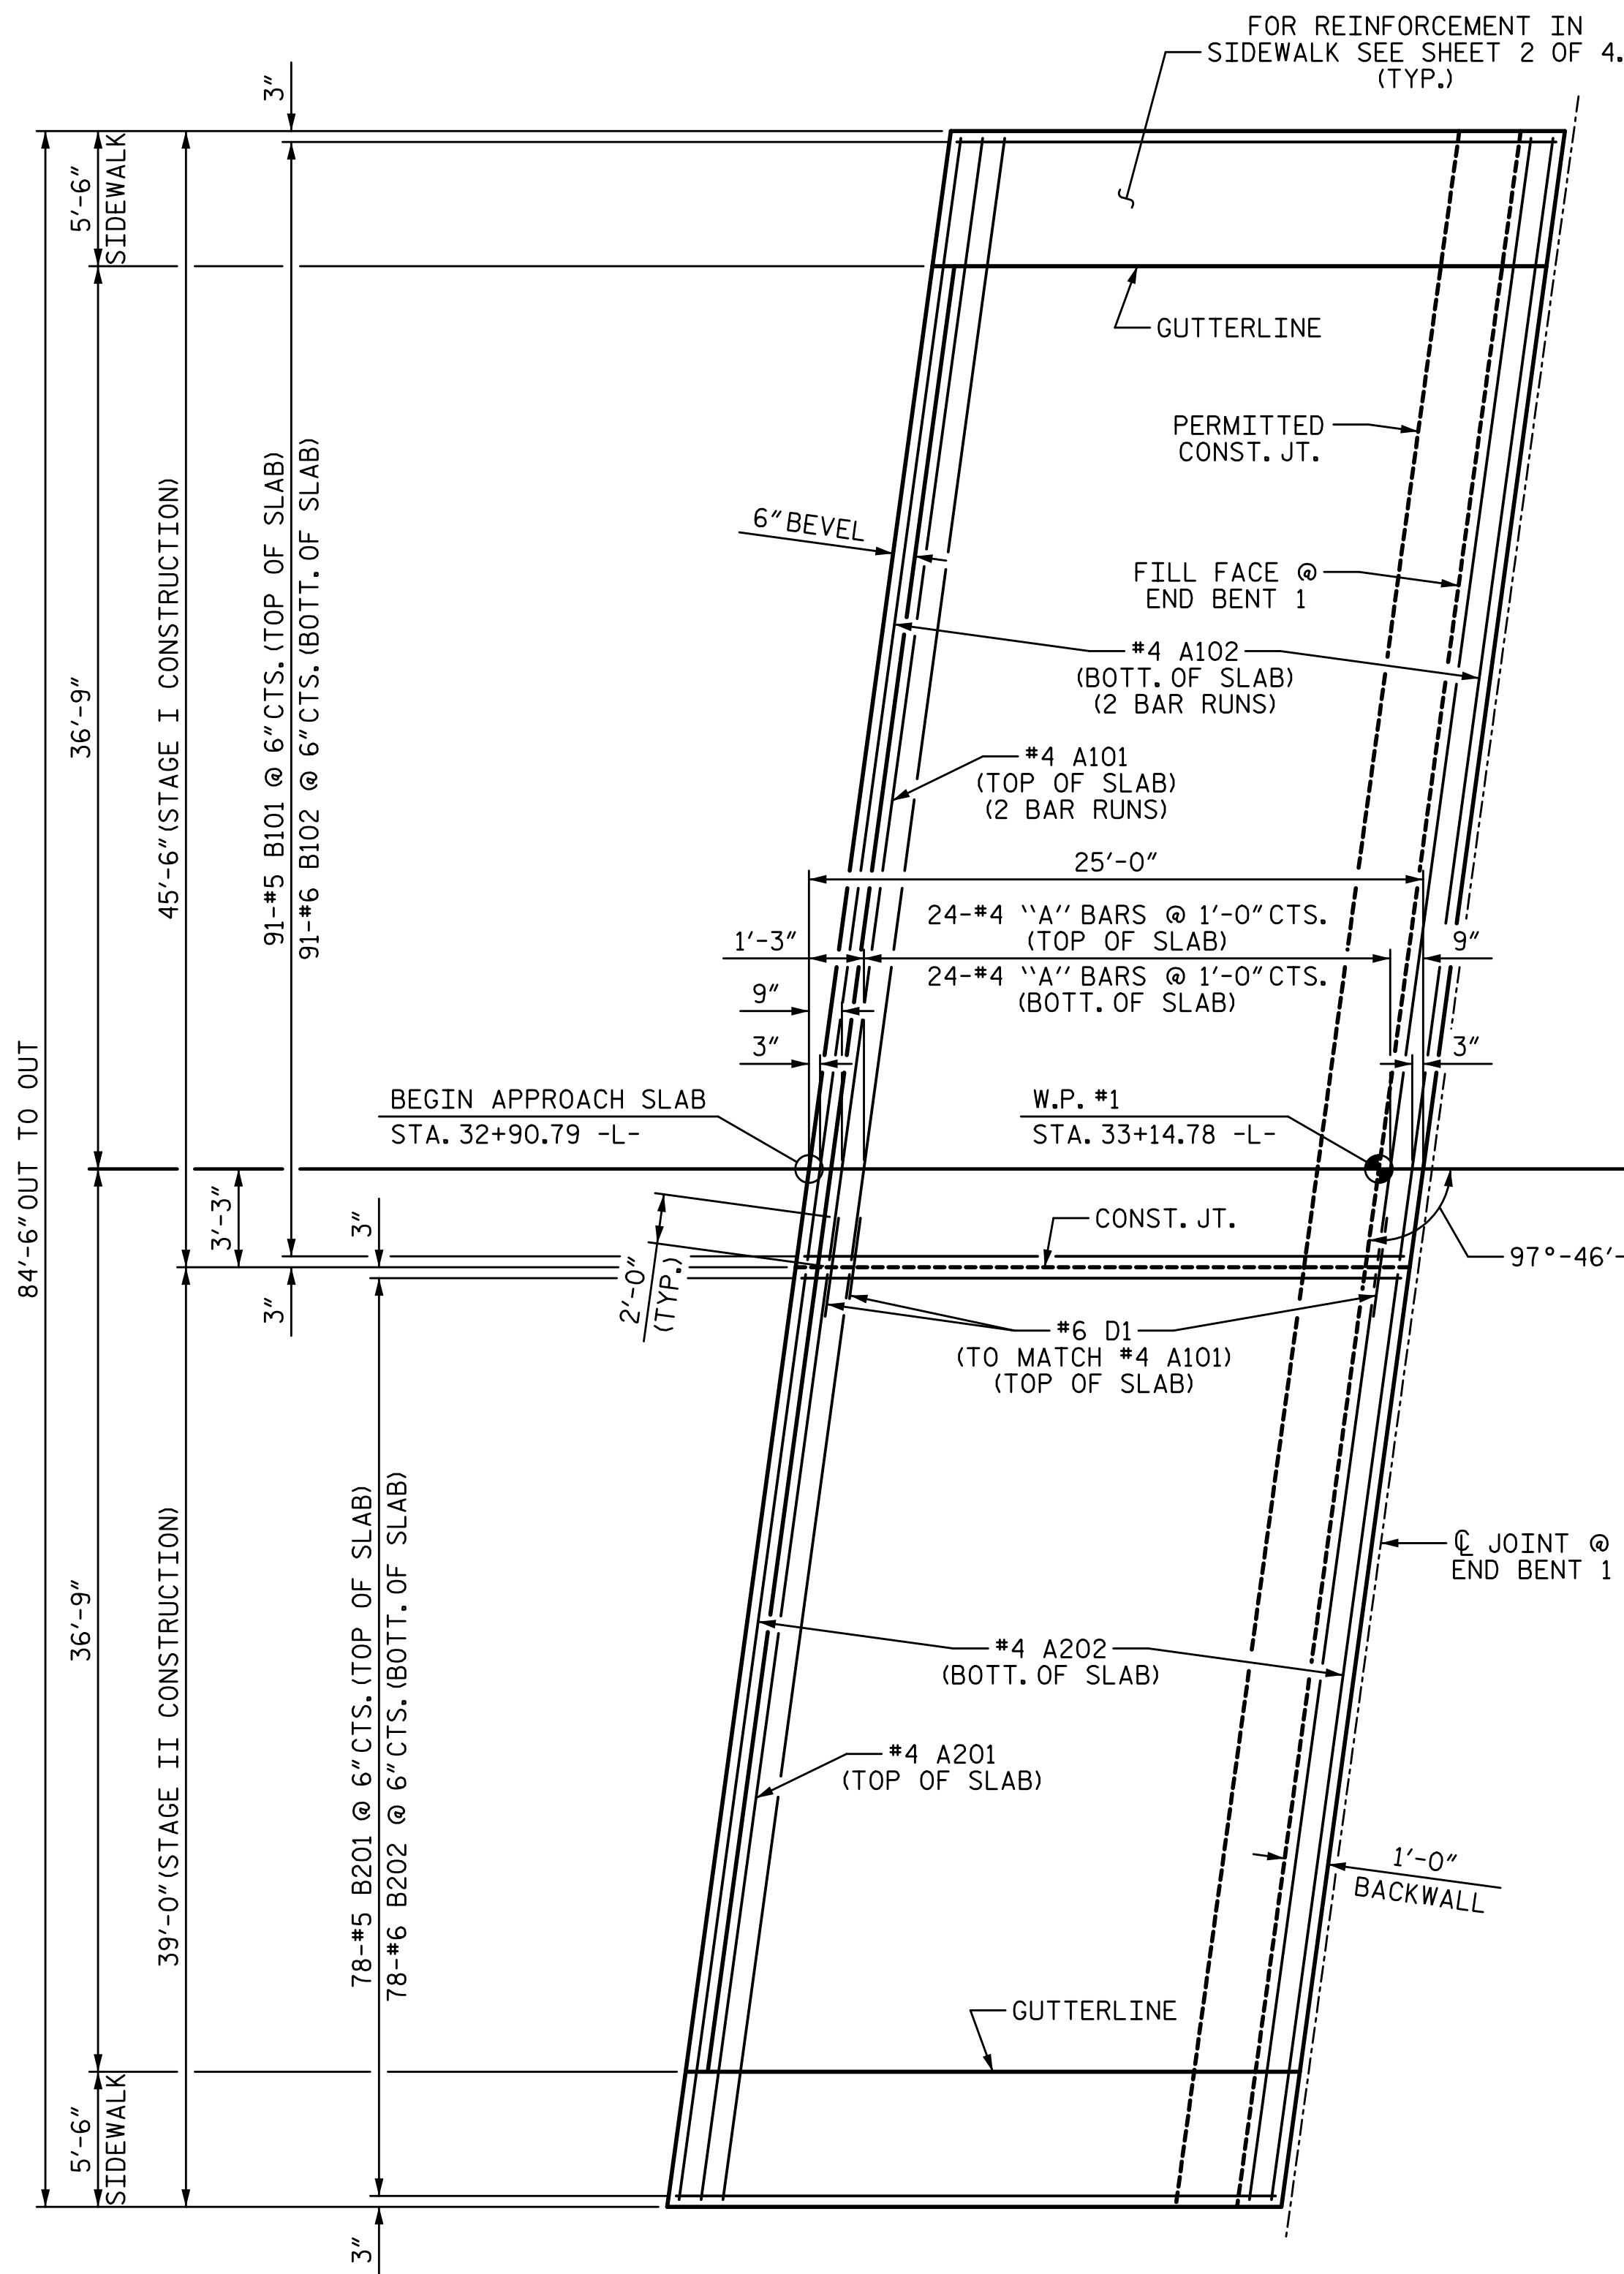 FOR REINFORCEMENT IN
SIDEWALK SEE SHEET 2 OF 4.
(TYP.)
3"
5'-6"
SIDEWALK
GUTTERLINE
PERMITTED
CONST. JT.
36'-9"
45'-6" (STAGE I CONSTRUCTION)
91-#5 B101 @ 6" CTS. (TOP OF SLAB)
91-#6 B102 @ 6" CTS. (BOTT. OF SLAB)
6" BEVEL
FILL FACE @
END BENT 1
#4 A102
(BOTT. OF SLAB)
(2 BAR RUNS)
#4 A101
(TOP OF SLAB)
(2 BAR RUNS)
25'-0"
24-#4 "A" BARS @ 1'-0" CTS.
(TOP OF SLAB)
1'-3"
9"
24-#4 "A" BARS @ 1'-0" CTS.
(BOTT. OF SLAB)
9"
3"
3"
84'-6" OUT TO OUT
BEGIN APPROACH SLAB
STA. 32+90.79 -L-
W.P. #1
STA. 33+14.78 -L-
3'-3"
3"
3"
2'-0"
(TYP.)
CONST. JT.
97°-46'-
#6 D1
(TO MATCH #4 A101)
(TOP OF SLAB)
36'-9"
39'-0" (STAGE II CONSTRUCTION)
78-#5 B201 @ 6" CTS. (TOP OF SLAB)
78-#6 B202 @ 6" CTS. (BOTT. OF SLAB)
℄ JOINT @
END BENT 1
#4 A202
(BOTT. OF SLAB)
#4 A201
(TOP OF SLAB)
1'-0"
BACKWALL
GUTTERLINE
5'-6"
SIDEWALK
3"